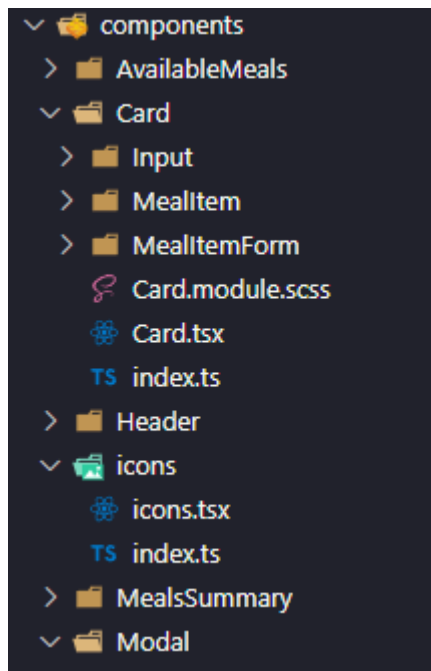 components
AvailableMeals
Card
Input
MealItem
MealItemForm
Card.module.scss
Card.tsx
TS index.ts
Header
icons
icons.tsx
TS index.ts
MealsSummary
Modal